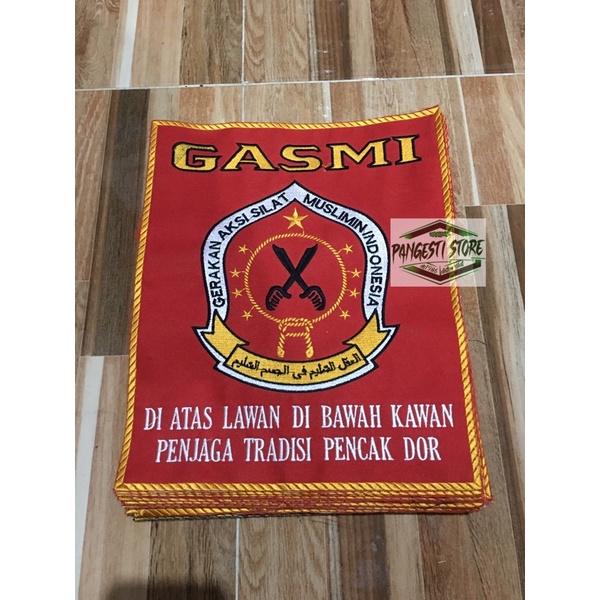 GASMI
GERAKAN AKSI SILAT MUSLIMIN INDONESIA
PANGESTI STORE
العقل السليم في الجسم السليم
DI ATAS LAWAN DI BAWAH KAWAN
PENJAGA TRADISI PENCAK DOR